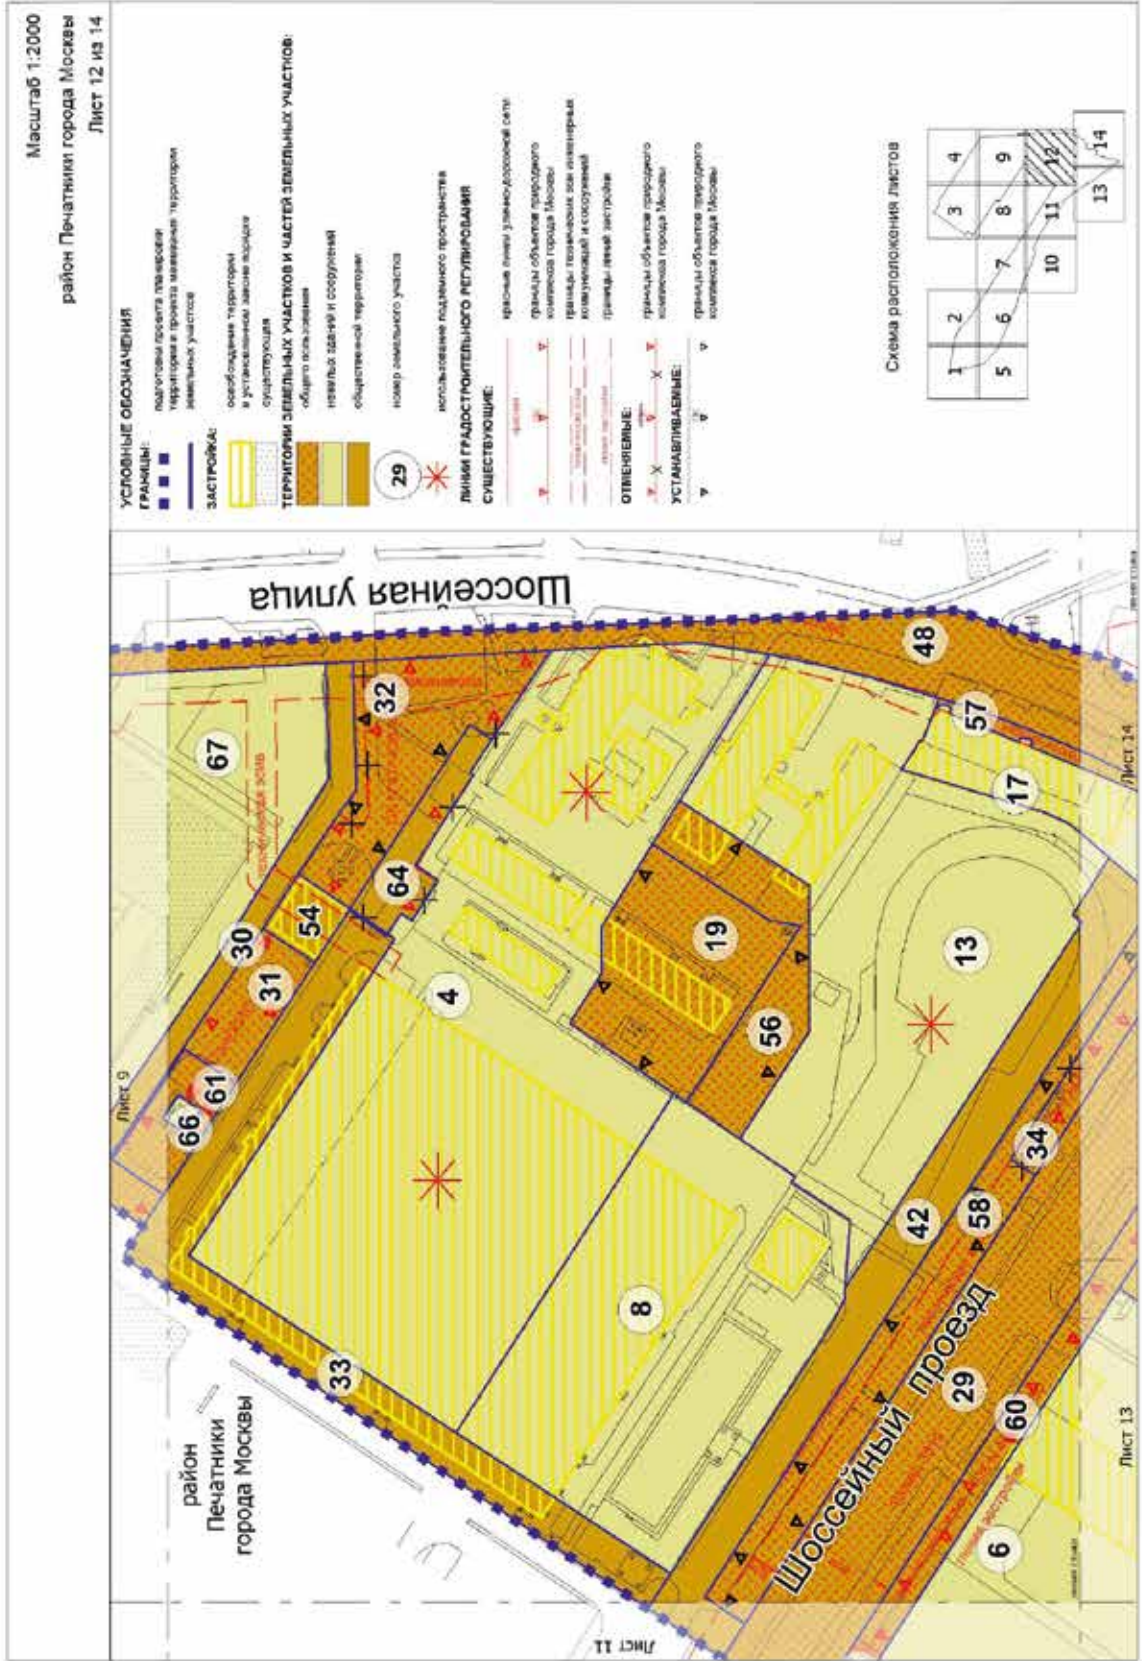 Масштаб 1:2000
район Печатники города Москвы
Лист 12 из 14
УСЛОВНЫЕ ОБОЗНАЧЕНИЯ
ГРАНИЦЫ:
подготовки проекта планировки
территории и проекта межевания территории
земельных участков
ЗАСТРОЙКА:
освобождение территории
в установленном законе порядке
существующая
ТЕРРИТОРИИ ЗЕМЕЛЬНЫХ УЧАСТКОВ И ЧАСТЕЙ ЗЕМЕЛЬНЫХ УЧАСТКОВ:
общего пользования
нежилых зданий и сооружений
общественной территории
29
номер земельного участка
использование подземного пространства
ЛИНИИ ГРАДОСТРОИТЕЛЬНОГО РЕГУЛИРОВАНИЯ
СУЩЕСТВУЮЩИЕ:
красные линии улично-дорожной сети
границы объектов природного
комплекса города Москвы
границы технических зон инженерных
коммуникаций и сооружений
границы линий застройки
ОТМЕНЯЕМЫЕ:
границы объектов природного
комплекса города Москвы
УСТАНАВЛИВАЕМЫЕ:
границы объектов природного
комплекса города Москвы
Схема расположения листов
1
2
3
4
5
6
7
8
9
10
11
12
13
14
Лист 9
Шоссейная улица
67
32
30
54
64
31
61
66
4
33
район
Печатники
города Москвы
8
19
56
48
57
17
13
42
34
58
Шоссейный проезд
29
60
6
Лист 11
Лист 13
Лист 14